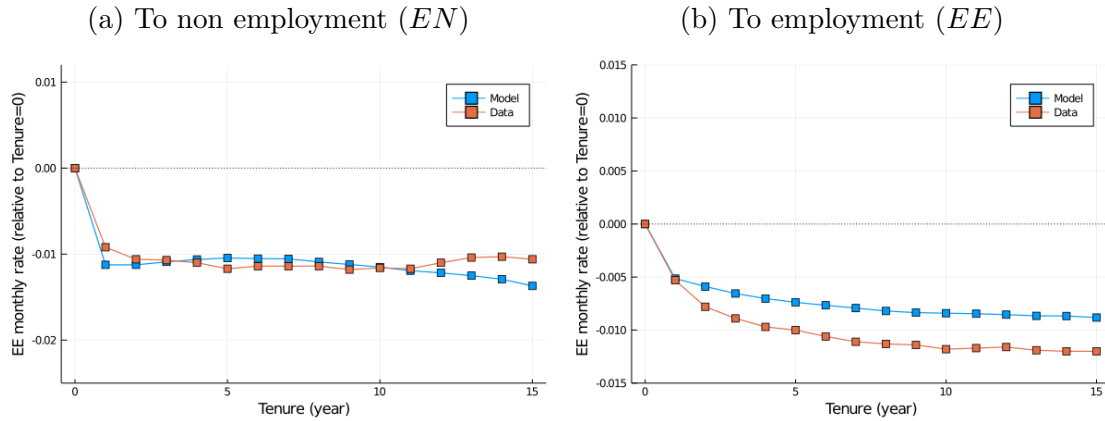 (a) To non employment (EN)
EE monthly rate (relative to Tenure=0)
0.01
0.00
-0.01
-0.02
Model
Data
0
5
10
15
Tenure (year)
(b) To employment (EE)
EE monthly rate (relative to Tenure=0)
0.015
0.010
0.005
0.000
-0.005
-0.010
-0.015
Model
Data
0
5
10
15
Tenure (year)